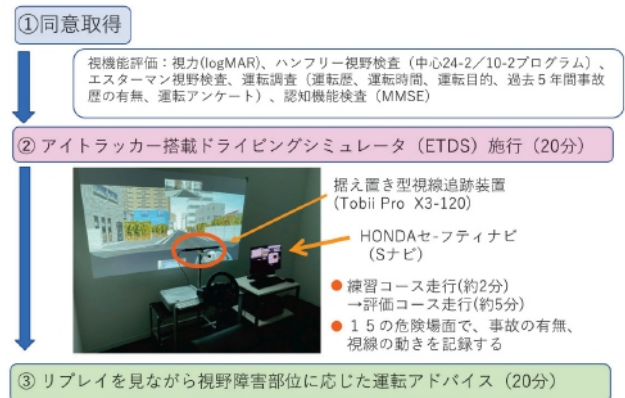 ①同意取得
視機能評価：視力(logMAR)、ハンフリー視野検査（中心24-2／10-2プログラム）、
エスターマン視野検査、運転調査（運転歴、運転時間、運転目的、過去５年間事故
歴の有無、運転アンケート）、認知機能検査（MMSE）
② アイトラッカー搭載ドライビングシミュレータ（ETDS）施行（20分）
据え置き型視線追跡装置
(Tobii Pro X3-120)
HONDAセ-フティナビ
（Sナビ）
● 練習コース走行(約2分)
→評価コース走行(約5分)
● １５の危険場面で、事故の有無、
視線の動きを記録する
③ リプレイを見ながら視野障害部位に応じた運転アドバイス（20分）